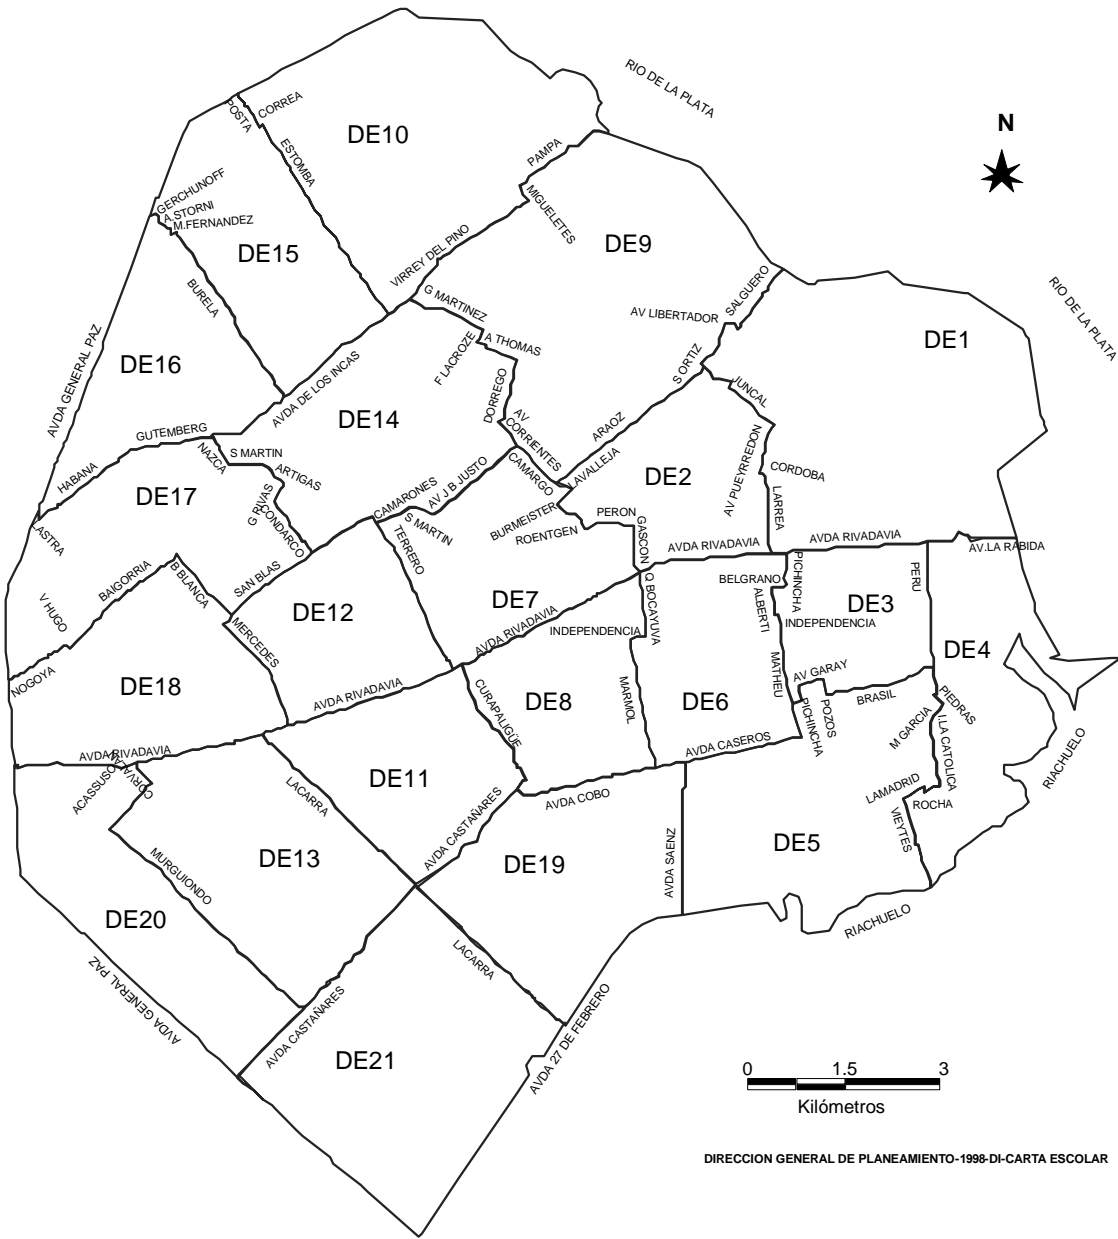 RIO DE LA PLATA
CORREA
POSTA
DE10
N
ESTOMBA
PAMPA
GERCHUNOFF
A.STORNI
M.FERNANDEZ
MIGUELETES
DE15
VIRREY DEL PINO
DE9
BURELA
SALGUERO
RIO DE LA PLATA
G MARTINEZ
AV LIBERTADOR
AVDA GENERAL PAZ
DE16
F LACROZE
A THOMAS
S ORTIZ
DE1
AVDA DE LOS INCAS
DORREGO
JUNCAL
DE14
AV CORRIENTES
ARAOZ
GUTEMBERG
NAZCA
S MARTIN
ARTIGAS
HABANA
DE17
G RIVAS
CONDARCO
CAMARONES
AV J B JUSTO
CAMARGO
LAVALLEJA
DE2
AV PUEYRREDON
CORDOBA
LARREA
LASTRA
S MARTIN
BURMEISTER
ROENTGEN
PERON
GASCON
TERRERO
AVDA RIVADAVIA
AVDA RIVADAVIA
AV.LA RABIDA
BAIGORRIA
B BLANCA
SAN BLAS
V HUGO
MERCEDES
DE12
DE7
Q BOCAYUVA
BELGRANO
PICHINCHA
ALBERTI
DE3
PERU
INDEPENDENCIA
AVDA RIVADAVIA
INDEPENDENCIA
DE4
NOGOYA
DE18
AVDA RIVADAVIA
CURAPALIGÜE
DE8
MARMOL
DE6
MATHEU
AV GARAY
PICHINCHA
POZOS
BRASIL
PIEDRAS
M GARCIA
I.LA CATOLICA
AVDA RIVADAVIA
AVDA CASEROS
ACASSUSO
CORVALAN
LACARRA
DE11
AVDA COBO
LAMADRID
ROCHA
VIEYTES
RIACHUELO
MURGUIONDO
DE13
AVDA CASTAÑARES
DE19
AVDA SAENZ
DE5
DE20
RIACHUELO
AVDA GENERAL PAZ
LACARRA
AVDA CASTAÑARES
AVDA 27 DE FEBRERO
DE21
0 1.5 3
Kilómetros
DIRECCION GENERAL DE PLANEAMIENTO-1998-DI-CARTA ESCOLAR